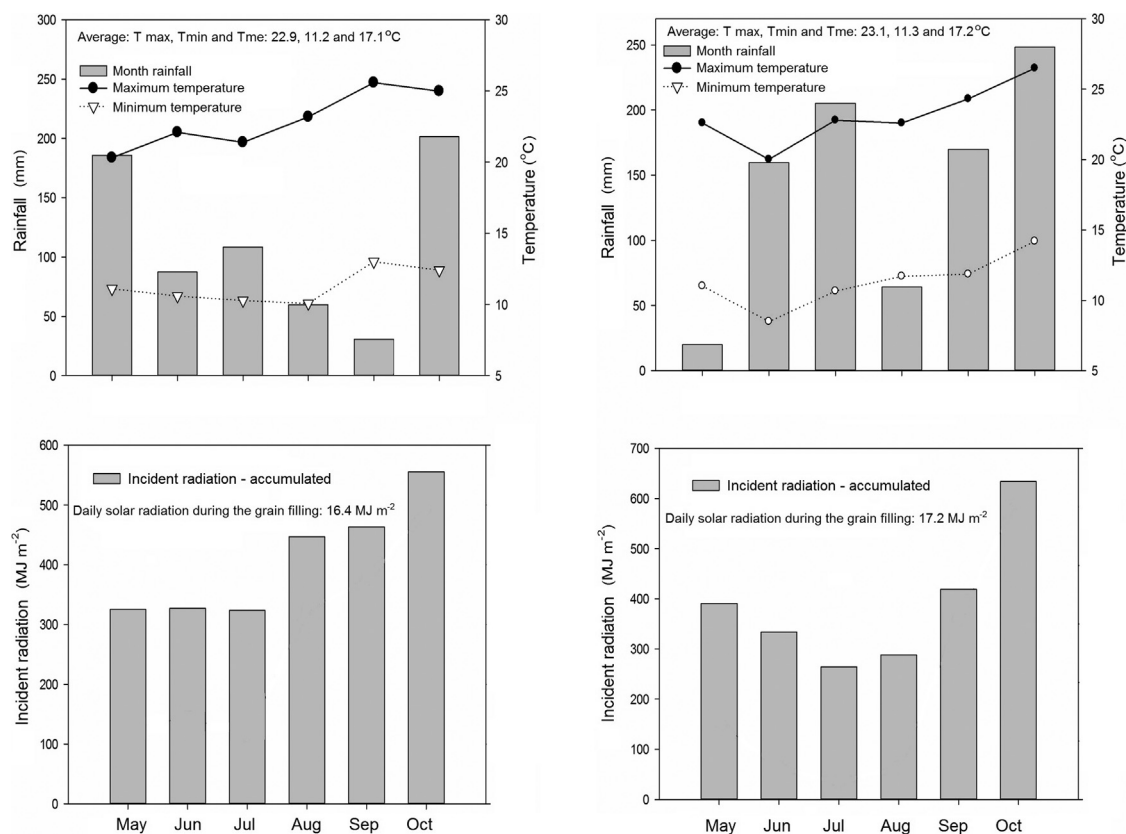 Average: T max, Tmin and Tme: 22.9, 11.2 and 17.1°C
Month rainfall
Maximum temperature
Minimum temperature
Rainfall (mm)
300
250
200
150
100
50
0
Temperature (°C)
30
25
20
15
10
5
Average: T max, Tmin and Tme: 23.1, 11.3 and 17.2°C
Month rainfall
Maximum temperature
Minimum temperature
Rainfall (mm)
250
200
150
100
50
0
Temperature (°C)
30
25
20
15
10
5
Incident radiation - accumulated
Daily solar radiation during the grain filling: 16.4 MJ m⁻²
Incident radiation (MJ m⁻²)
600
500
400
300
200
100
0
May Jun Jul Aug Sep Oct
Incident radiation - accumulated
Daily solar radiation during the grain filling: 17.2 MJ m⁻²
Incident radiation (MJ m⁻²)
700
600
500
400
300
200
100
0
May Jun Jul Aug Sep Oct